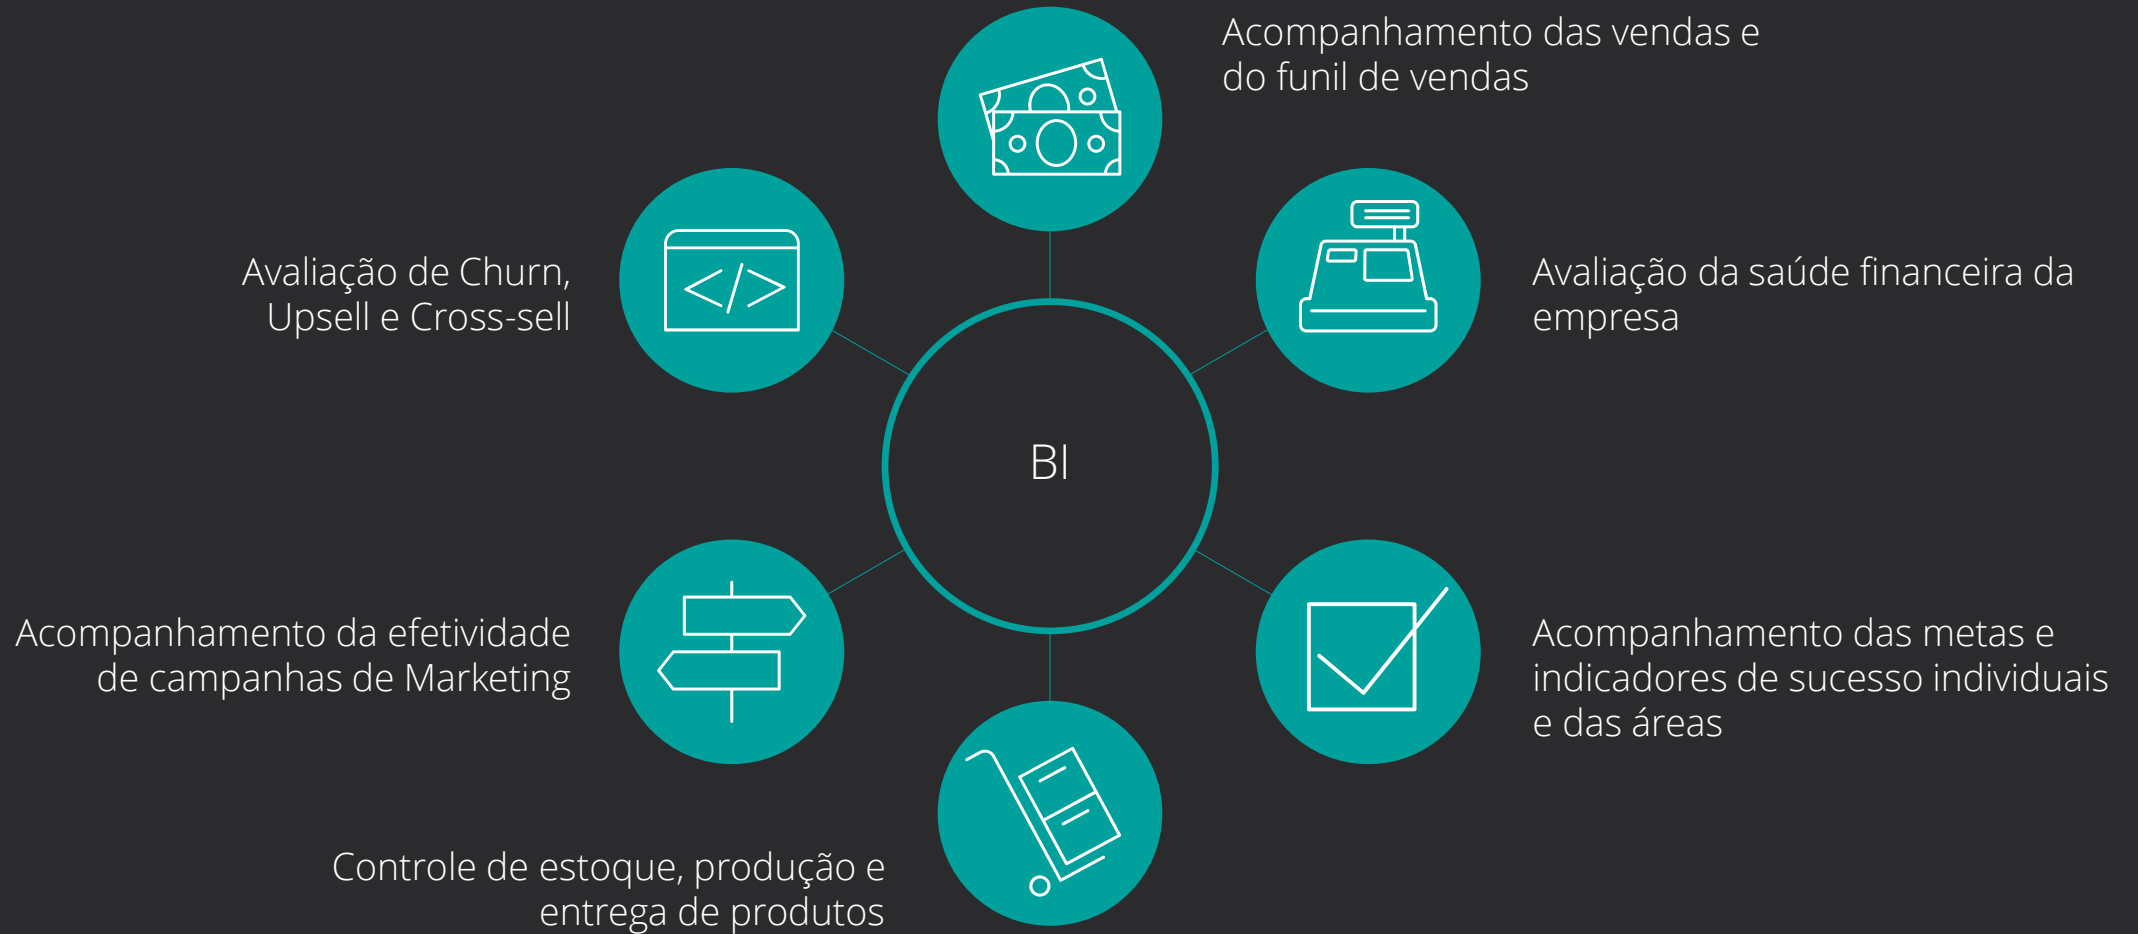 Acompanhamento das vendas e
do funil de vendas
Avaliação de Churn,
Upsell e Cross-sell
Avaliação da saúde financeira da
empresa
BI
Acompanhamento da efetividade
de campanhas de Marketing
Acompanhamento das metas e
indicadores de sucesso individuais
e das áreas
Controle de estoque, produção e
entrega de produtos